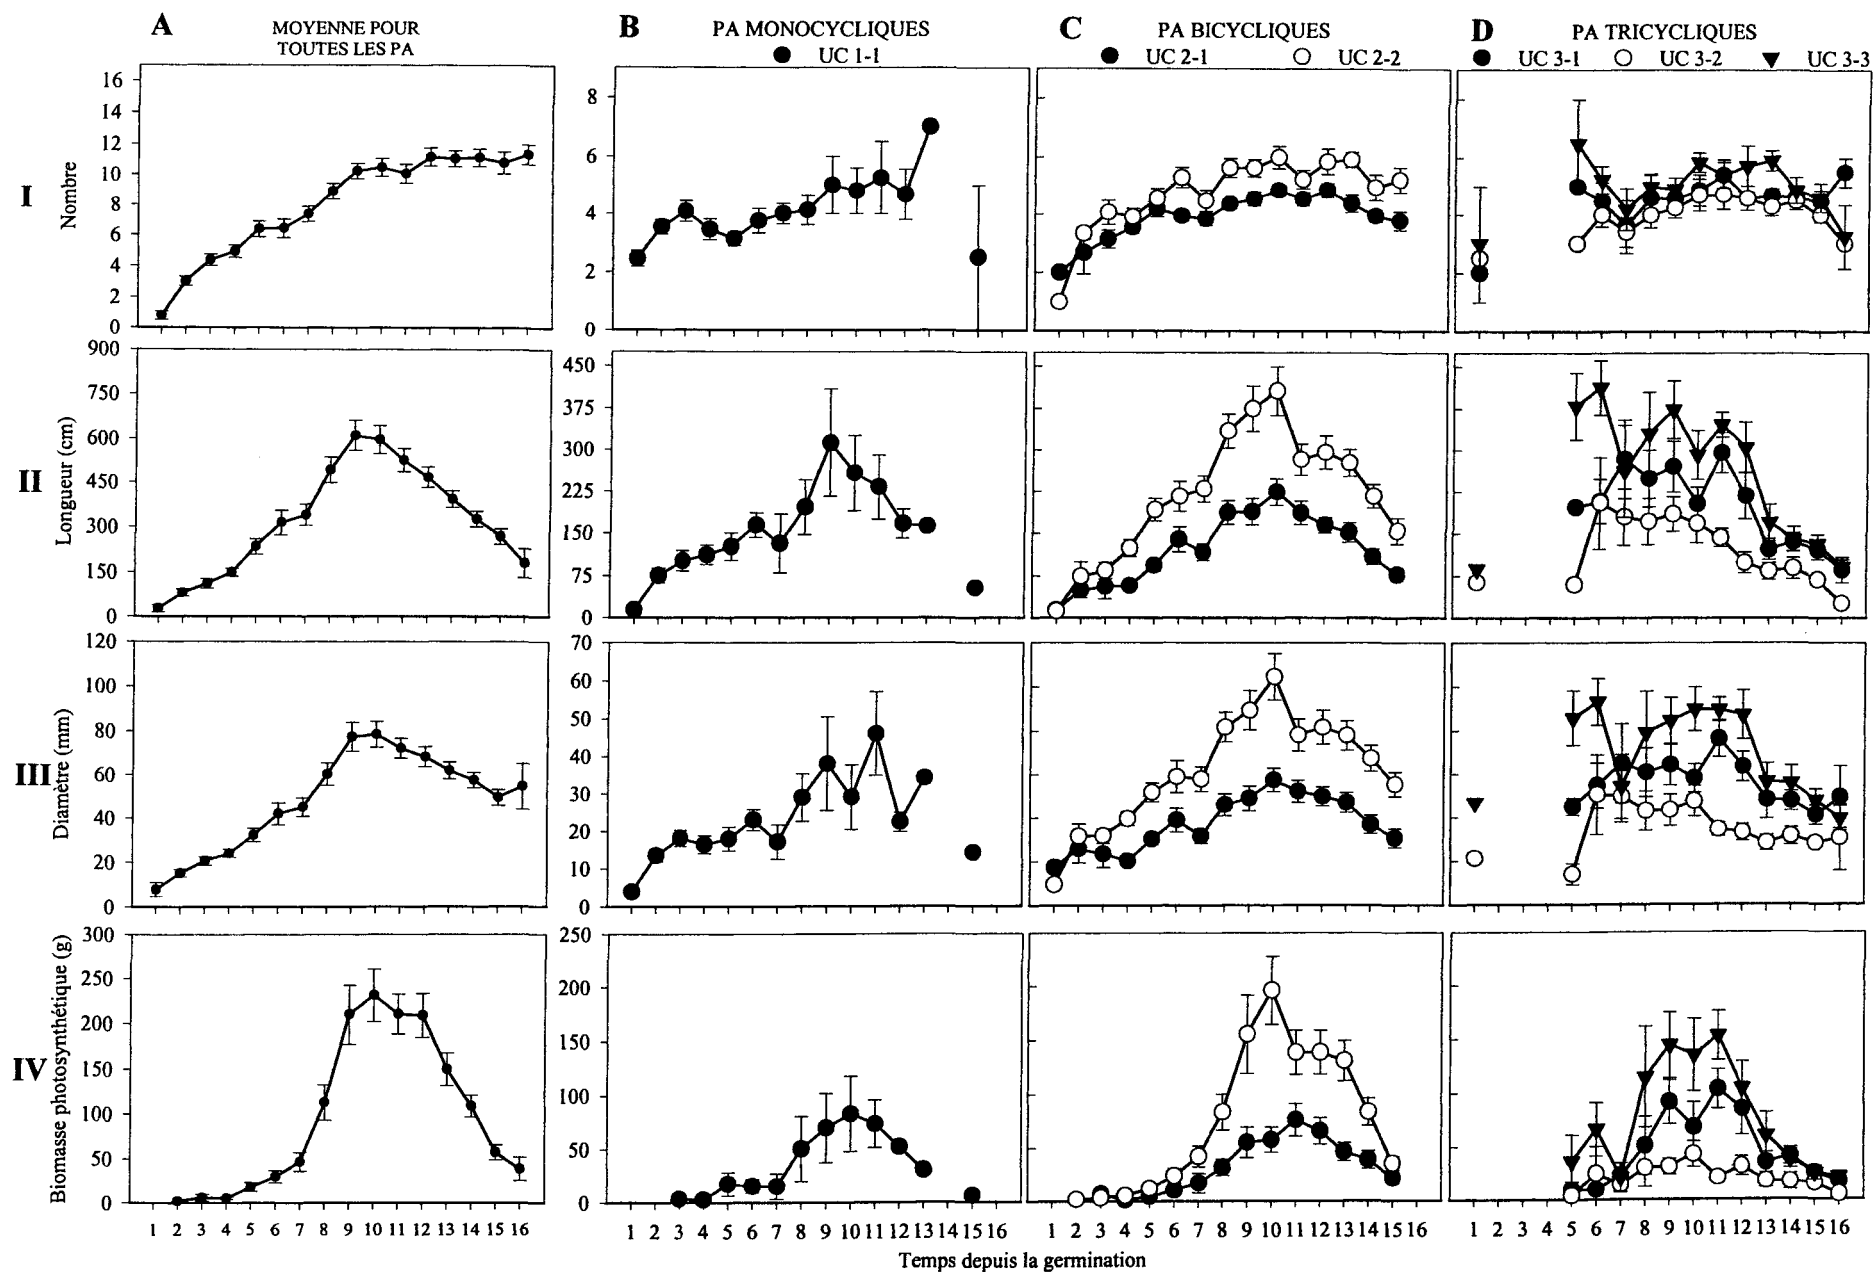 A B C D
MOYENNE POUR
TOUTES LES PA
PA MONOCYCLIQUES
UC 1-1
PA BICYCLIQUES
UC 2-1 UC 2-2
PA TRICYCLIQUES
UC 3-1 UC 3-2 UC 3-3
I
Nombre
16
14
12
10
8
6
4
2
0
8
6
4
2
0
II
Longueur (cm)
900
750
600
450
300
150
0
450
375
300
225
150
75
0
III
Diamètre (mm)
120
100
80
60
40
20
0
70
60
50
40
30
20
10
0
IV
Biomasse photosynthétique (g)
300
250
200
150
100
50
0
250
200
150
100
50
0
1 2 3 4 5 6 7 8 9 10 11 12 13 14 15 16
1 2 3 4 5 6 7 8 9 10 11 12 13 14 15 16
1 2 3 4 5 6 7 8 9 10 11 12 13 14 15 16
1 2 3 4 5 6 7 8 9 10 11 12 13 14 15 16
Temps depuis la germination